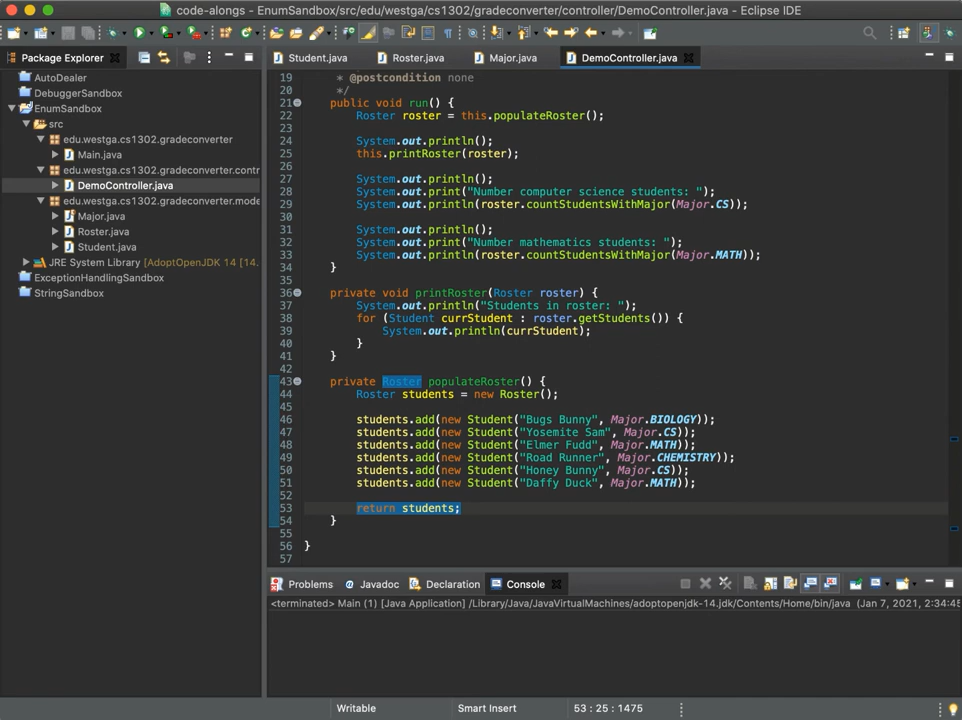 code-alongs - EnumSandbox/src/edu/westga/cs1302/gradeconverter/controller/DemoController.java - Eclipse IDE
Package Explorer
AutoDealer
DebuggerSandbox
EnumSandbox
src
edu.westga.cs1302.gradeconverter
Main.java
edu.westga.cs1302.gradeconverter.contr
DemoController.java
edu.westga.cs1302.gradeconverter.mode
Major.java
Roster.java
Student.java
JRE System Library [AdoptOpenJDK 14 [14.
ExceptionHandlingSandbox
StringSandbox
Student.java Roster.java Major.java DemoController.java
19 * @postcondition none
20 */
21 public void run() {
22 Roster roster = this.populateRoster();
23
24 System.out.println();
25 this.printRoster(roster);
26
27 System.out.println();
28 System.out.print("Number computer science students: ");
29 System.out.println(roster.countStudentsWithMajor(Major.CS));
30
31 System.out.println();
32 System.out.print("Number mathematics students: ");
33 System.out.println(roster.countStudentsWithMajor(Major.MATH));
34 }
35
36 private void printRoster(Roster roster) {
37 System.out.println("Students in roster: ");
38 for (Student currStudent : roster.getStudents()) {
39 System.out.println(currStudent);
40 }
41 }
42
43 private Roster populateRoster() {
44 Roster students = new Roster();
45
46 students.add(new Student("Bugs Bunny", Major.BIOLOGY));
47 students.add(new Student("Yosemite Sam", Major.CS));
48 students.add(new Student("Elmer Fudd", Major.MATH));
49 students.add(new Student("Road Runner", Major.CHEMISTRY));
50 students.add(new Student("Honey Bunny", Major.CS));
51 students.add(new Student("Daffy Duck", Major.MATH));
52
53 return students;
54 }
55
56 }
57
Problems Javadoc Declaration Console
<terminated> Main (1) [Java Application] /Library/Java/JavaVirtualMachines/adoptopenjdk-14.jdk/Contents/Home/bin/java (Jan 7, 2021, 2:34:45
Writable Smart Insert 53 : 25 : 1475